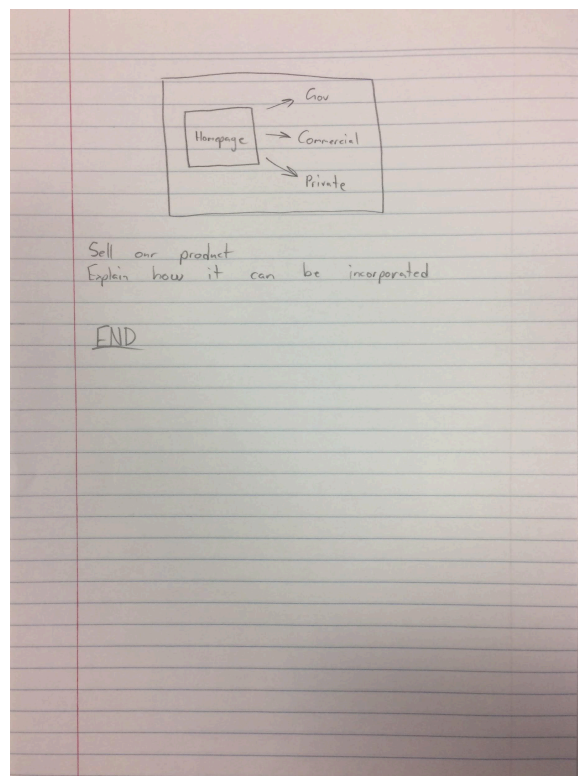 Gov
Homepage
Commercial
Private
Sell our product
Explain how it can be incorporated
END